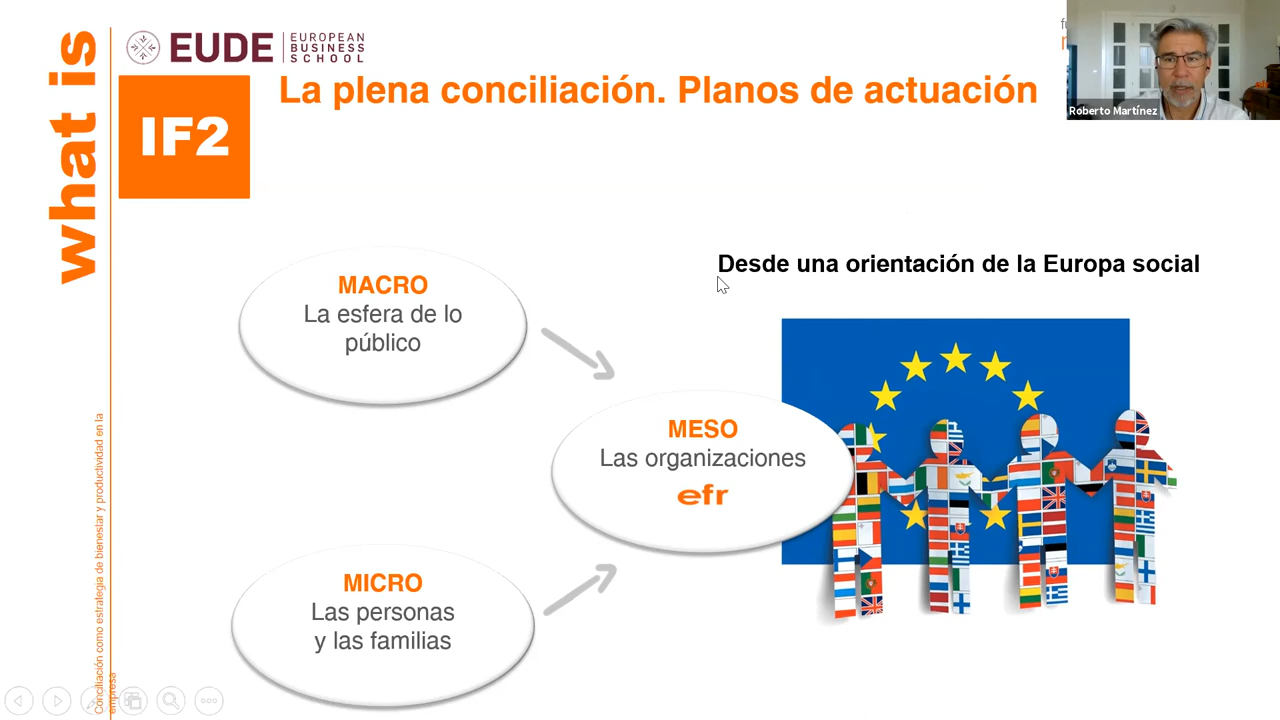 what is
EUDE
EUROPEAN
BUSINESS
SCHOOL
IF2
La plena conciliación. Planos de actuación
Roberto Martínez
Desde una orientación de la Europa social
MACRO
La esfera de lo
público
MESO
Las organizaciones
efr
MICRO
Las personas
y las familias
Conciliación como estrategia de bienestar y productividad en la
empresa